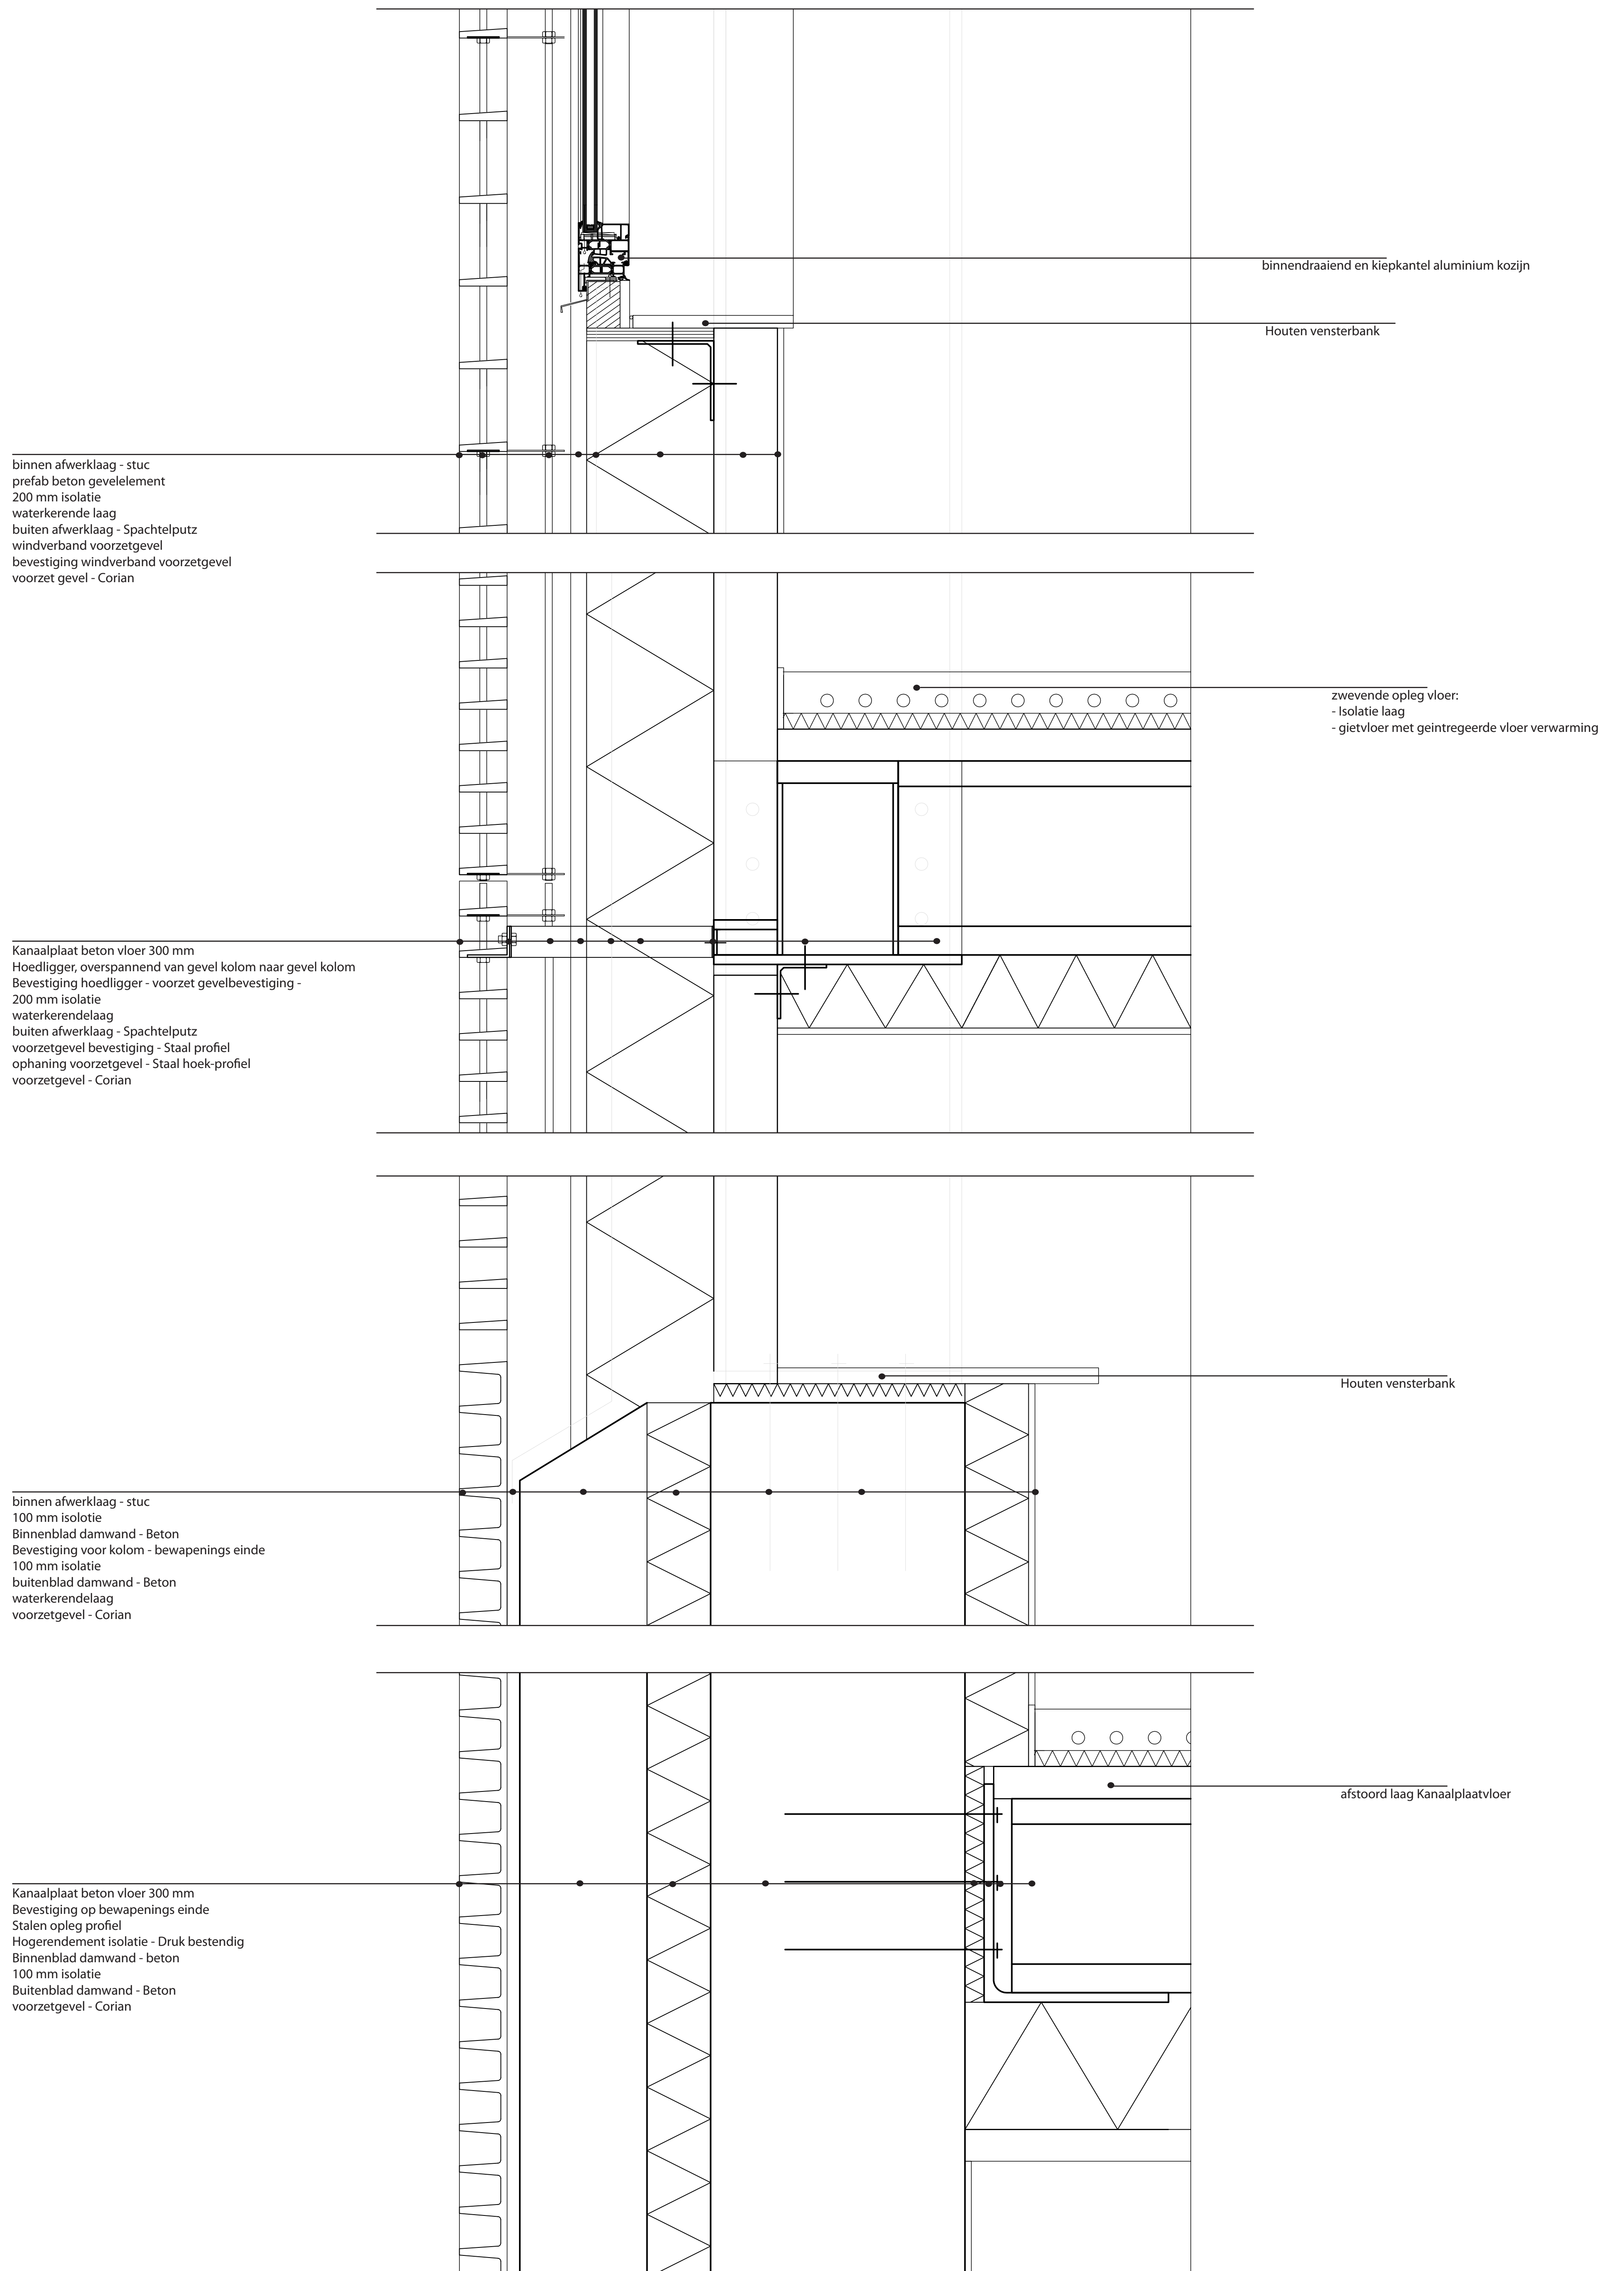 binnendraaiend en kiepkantel aluminium kozijn
Houten vensterbank
binnen afwerklaag - stuc
prefab beton gevelelement
200 mm isolatie
waterkerende laag
buiten afwerklaag - Spachtelputz
windverband voorzetgevel
bevestiging windverband voorzetgevel
voorzet gevel - Corian
zwevende opleg vloer:
- Isolatie laag
- gietvloer met geintregeerde vloer verwarming
Kanaalplaat beton vloer 300 mm
Hoedligger, overspannend van gevel kolom naar gevel kolom
Bevestiging hoedligger - voorzet gevelbevestiging -
200 mm isolatie
waterkerendelaag
buiten afwerklaag - Spachtelputz
voorzetgevel bevestiging - Staal profiel
ophaning voorzetgevel - Staal hoek-profiel
voorzetgevel - Corian
Houten vensterbank
binnen afwerklaag - stuc
100 mm isolotie
Binnenblad damwand - Beton
Bevestiging voor kolom - bewapenings einde
100 mm isolatie
buitenblad damwand - Beton
waterkerendelaag
voorzetgevel - Corian
afstoord laag Kanaalplaatvloer
Kanaalplaat beton vloer 300 mm
Bevestiging op bewapenings einde
Stalen opleg profiel
Hogerendement isolatie - Druk bestendig
Binnenblad damwand - beton
100 mm isolatie
Buitenblad damwand - Beton
voorzetgevel - Corian